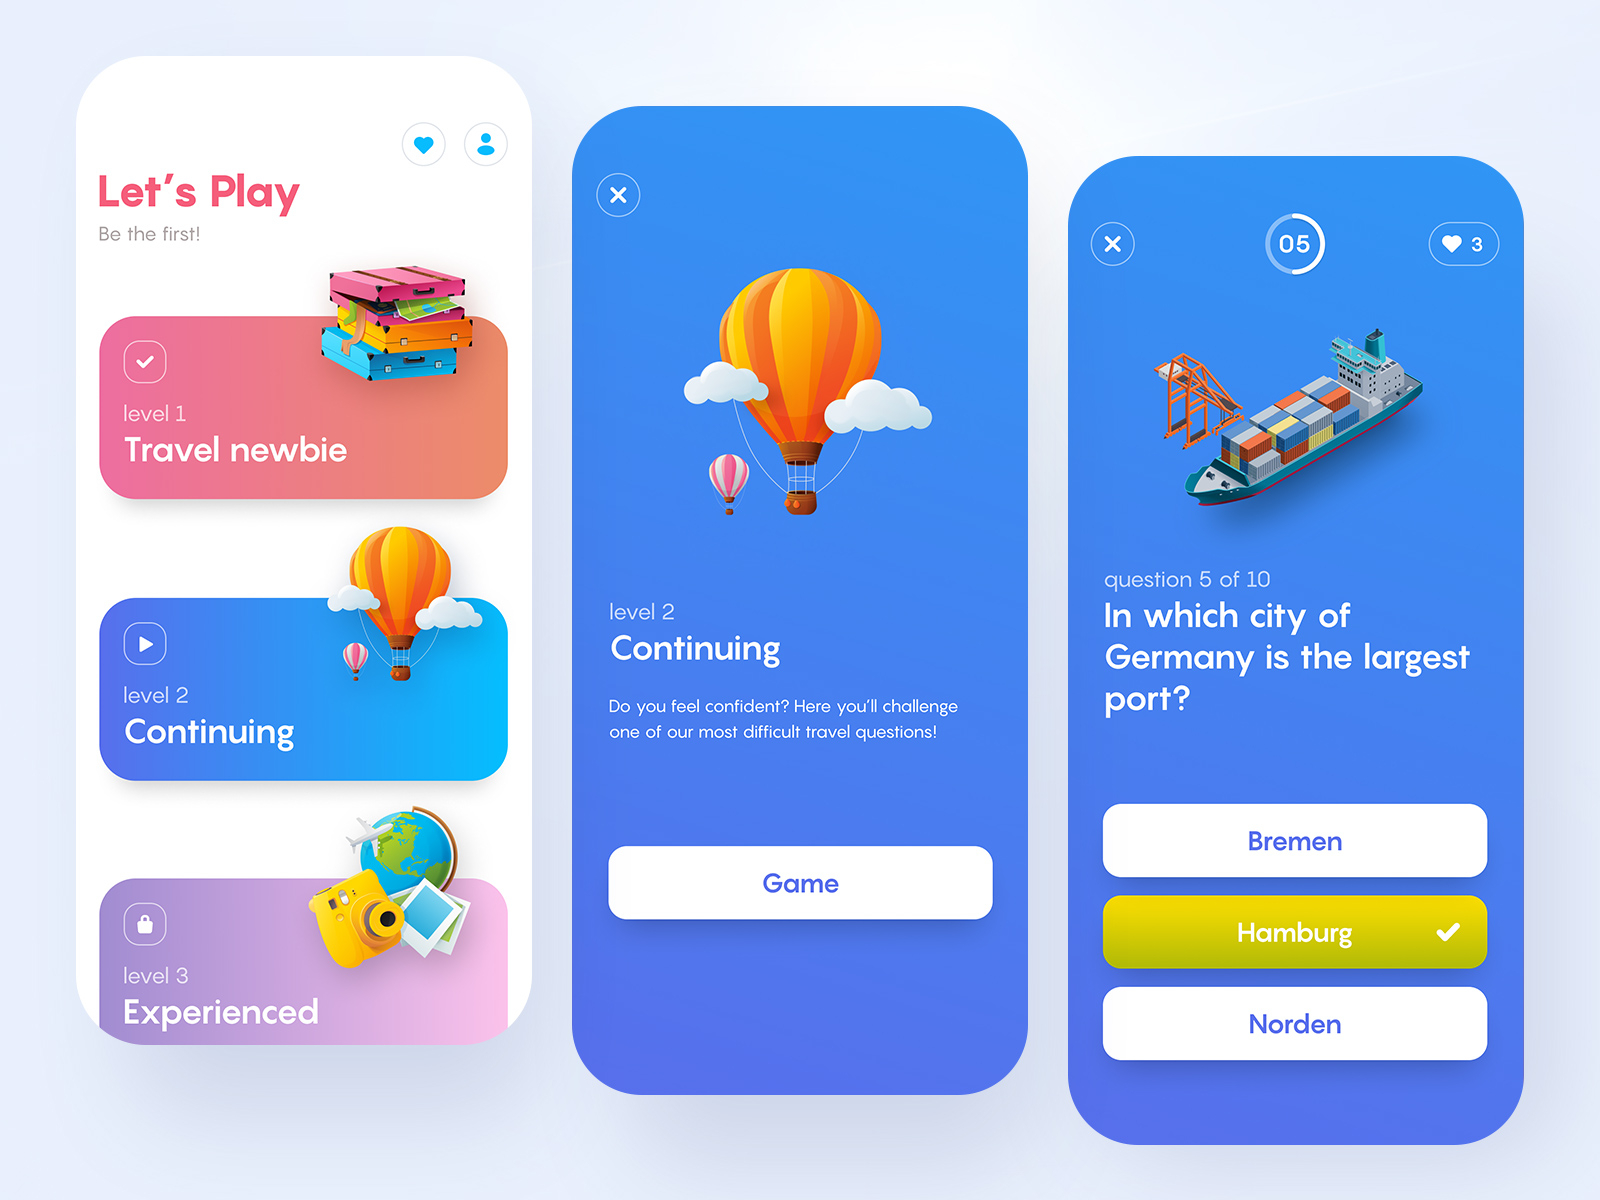 Let's Play
Be the first!
level 1
Travel newbie
level 2
Continuing
level 3
Experienced
level 2
Continuing
Do you feel confident? Here you'll challenge
one of our most difficult travel questions!
Game
05
3
question 5 of 10
In which city of
Germany is the largest
port?
Bremen
Hamburg
Norden